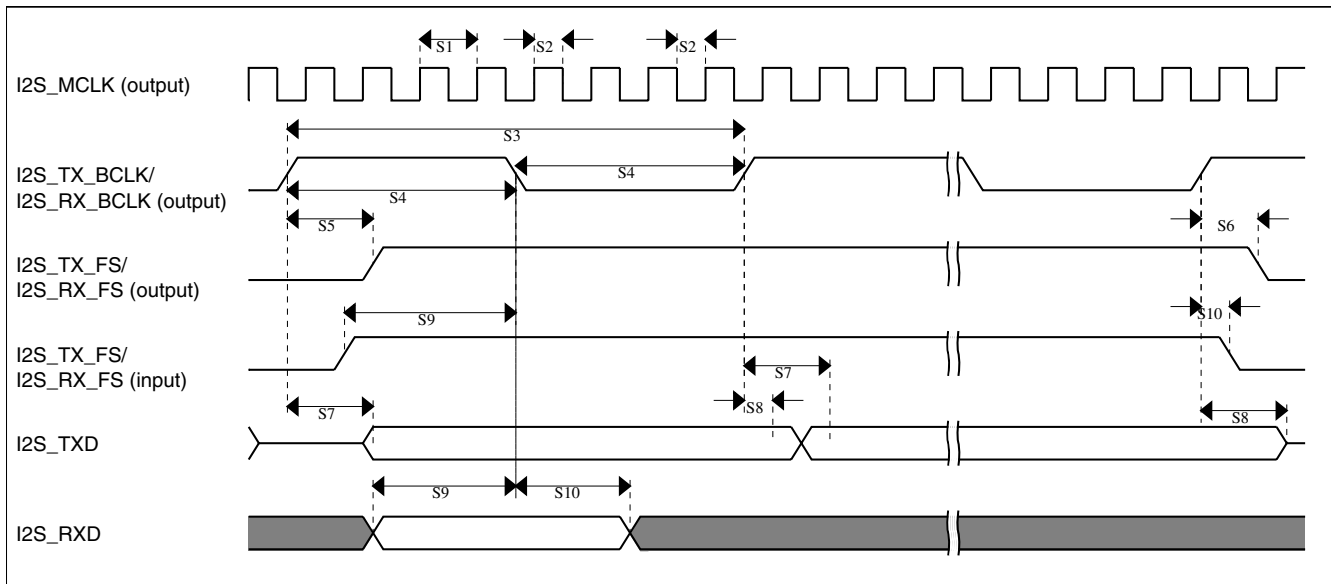 S1
S2
S2
I2S_MCLK (output)
S3
I2S_TX_BCLK/
I2S_RX_BCLK (output)
S4
S4
S5
S6
I2S_TX_FS/
I2S_RX_FS (output)
S9
S10
I2S_TX_FS/
I2S_RX_FS (input)
S7
S7
S8
S8
I2S_TXD
S9
S10
I2S_RXD